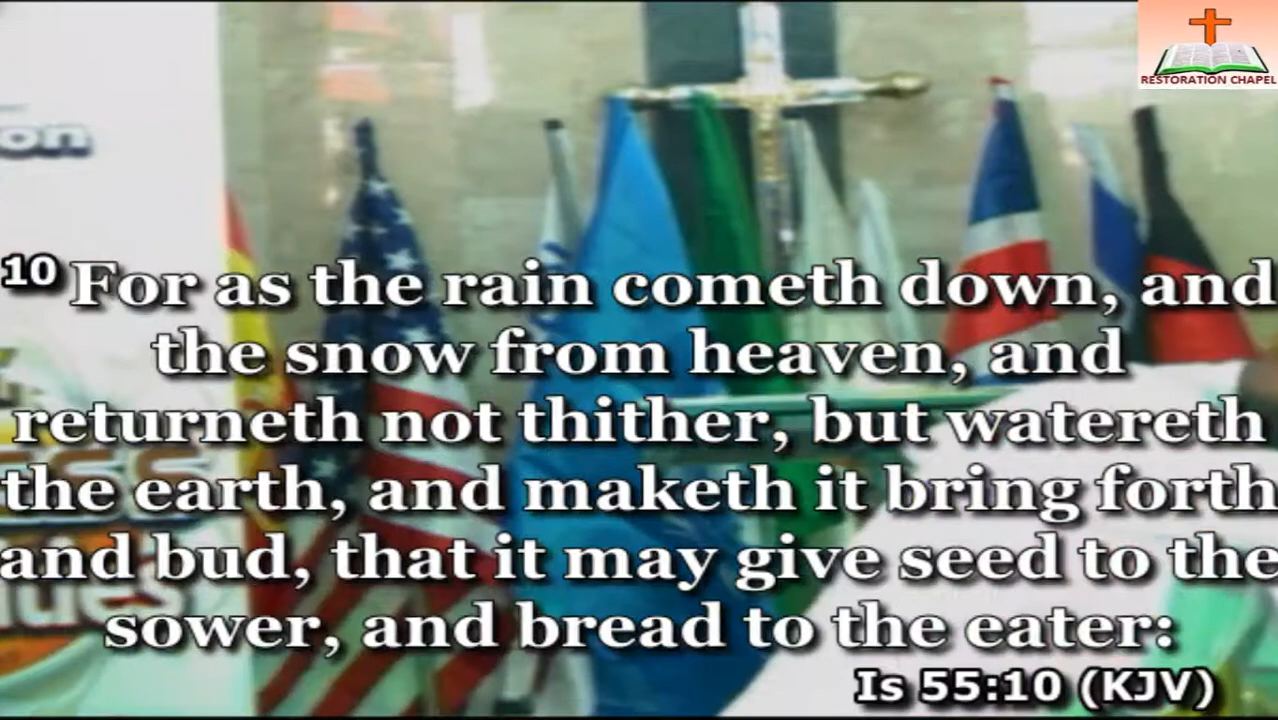 RESTORATION CHAPEL
on
10 For as the rain cometh down, and
the snow from heaven, and
returneth not thither, but watereth
the earth, and maketh it bring forth
and bud, that it may give seed to the
sower, and bread to the eater:
Is 55:10 (KJV)